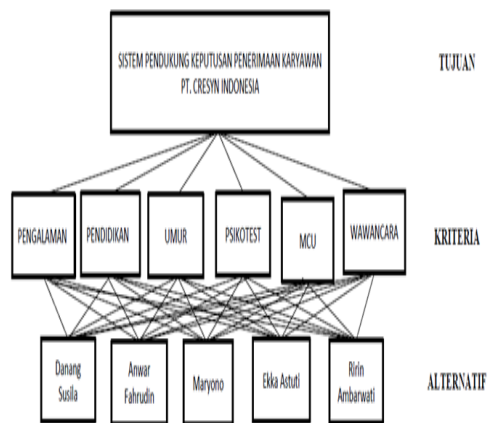 SISTEM PENDUKUNG KEPUTUSAN PENERIMAAN KARYAWAN
PT. CRESYN INDONESIA
TUJUAN
PENGALAMAN
PENDIDIKAN
UMUR
PSIKOTEST
MCU
WAWANCARA
KRITERIA
Danang
Susila
Anwar
Fahrudin
Maryono
Ekka Astuti
Ririn
Ambarwati
ALTERNATIF